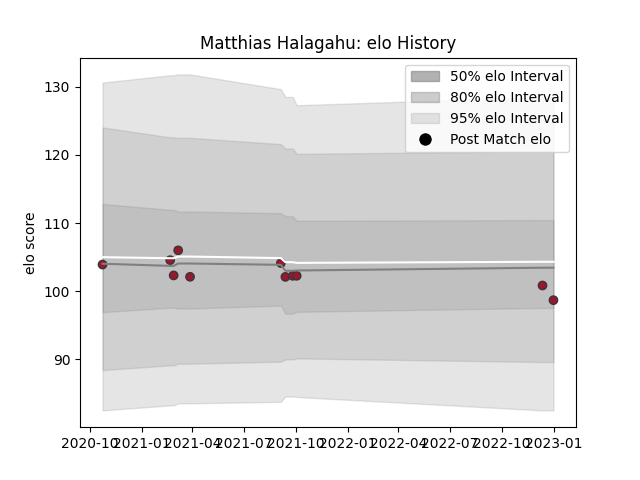 Matthias Halagahu: elo History
50% elo Interval
80% elo Interval
95% elo Interval
Post Match elo
elo score
130
120
110
100
90
2020-10 2021-01 2021-04 2021-07 2021-10 2022-01 2022-04 2022-07 2022-10 2023-01